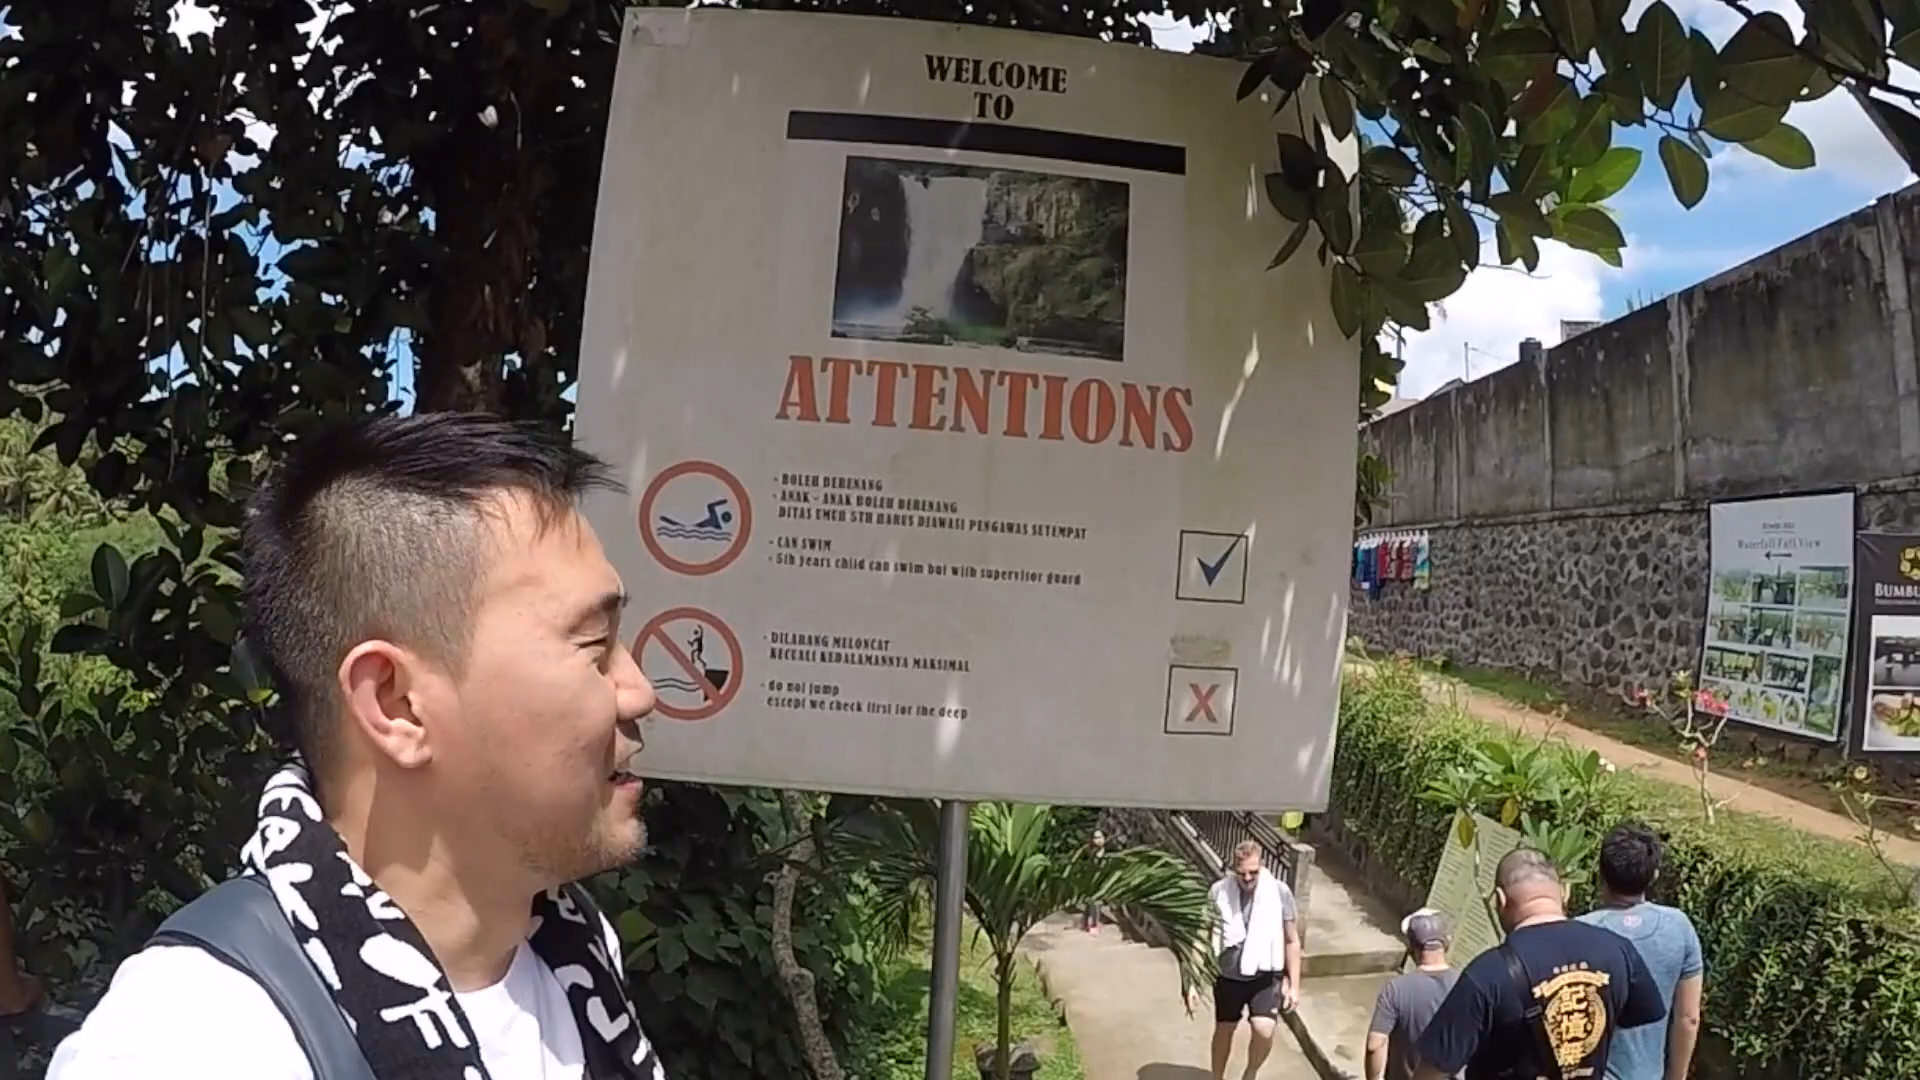 WELCOME
TO
ATTENTIONS
- BOLEH BERENANG
- ANAK - ANAK BOLEH BERENANG
DITAS UMUR 5TH HARUS DIAWASI PENGAWAS SETEMPAT
- CAN SWIM
- 5th years child can swim but with supervisor guard
- DILARANG MELONCAT
KECUALI KEDALAMANNYA MAKSIMAL
- do not jump
except we check first for the deep
X
Waterfall Full View
BUMBU